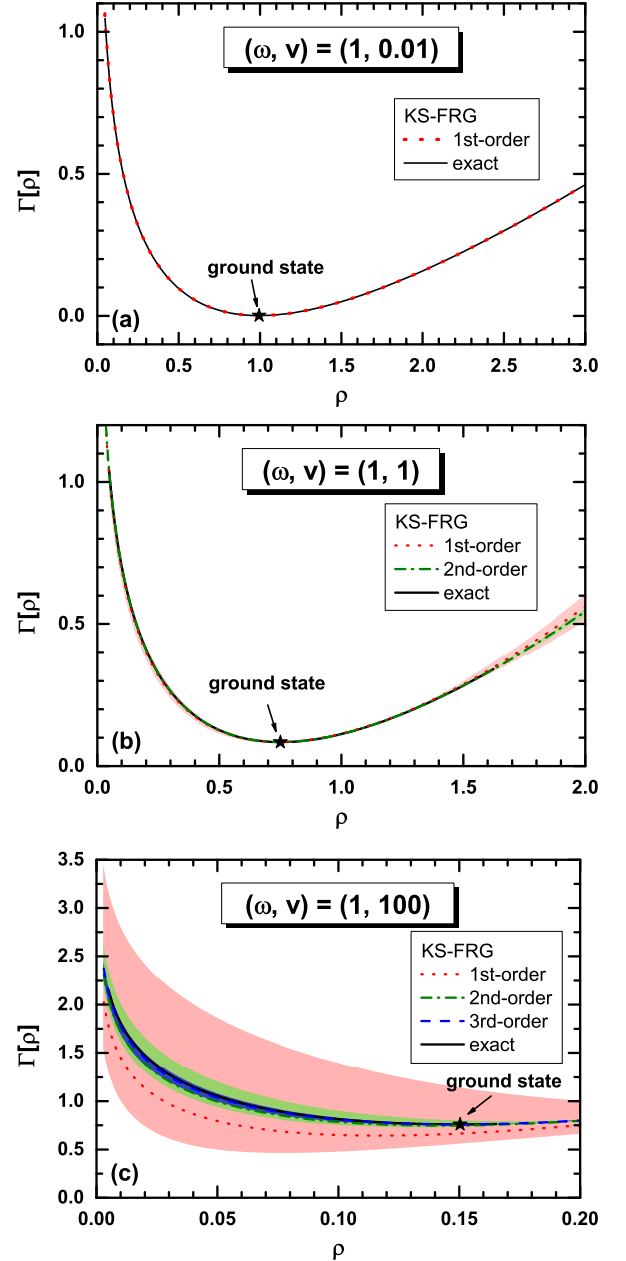 (ω, v) = (1, 0.01)
KS-FRG
1st-order
exact
ground state
(a)
Γ[ρ]
1.0
0.5
0.0
0.0 0.5 1.0 1.5 2.0 2.5 3.0
ρ
(ω, v) = (1, 1)
KS-FRG
1st-order
2nd-order
exact
ground state
(b)
Γ[ρ]
1.0
0.5
0.0
0.0 0.5 1.0 1.5 2.0
ρ
(ω, v) = (1, 100)
KS-FRG
1st-order
2nd-order
3rd-order
exact
ground state
(c)
Γ[ρ]
3.5
3.0
2.5
2.0
1.5
1.0
0.5
0.0
0.00 0.05 0.10 0.15 0.20
ρ